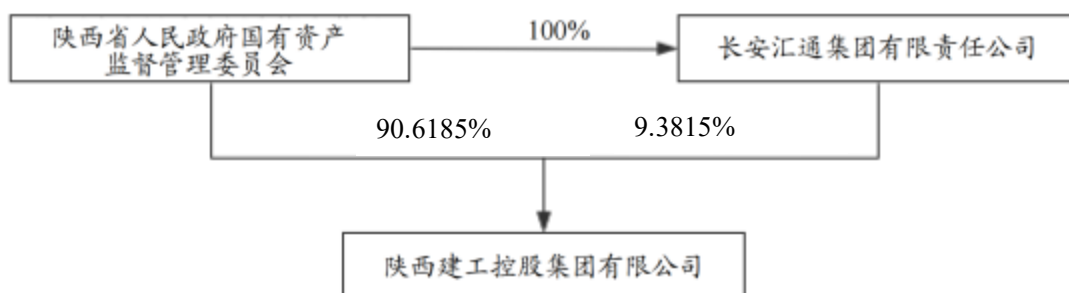 陕西省人民政府国有资产
监督管理委员会
100%
长安汇通集团有限责任公司
90.6185%
9.3815%
陕西建工控股集团有限公司